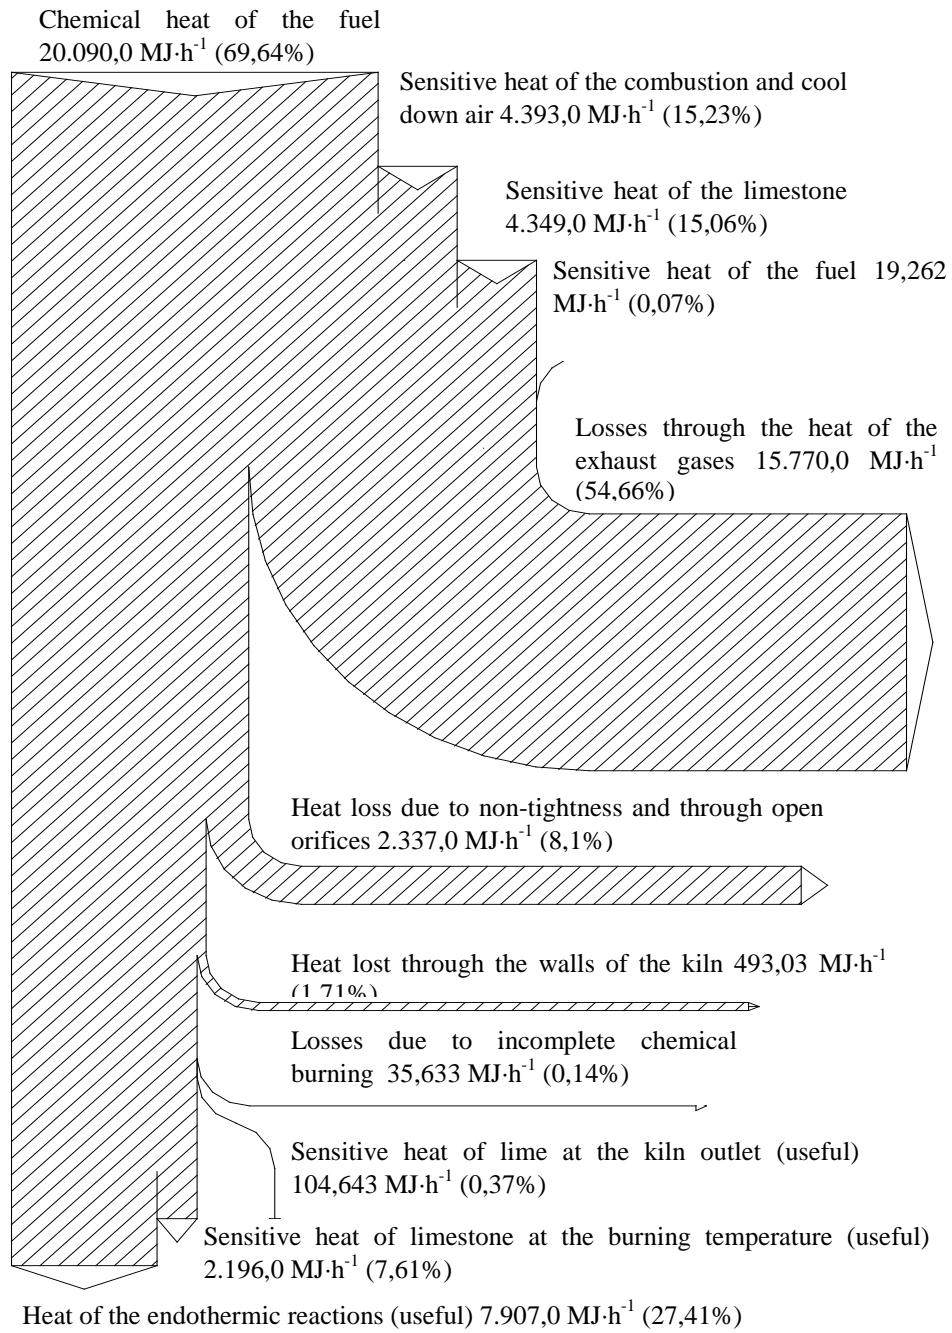 Chemical heat of the fuel
20.090,0 MJ·h⁻¹ (69,64%)
Sensitive heat of the combustion and cool
down air 4.393,0 MJ·h⁻¹ (15,23%)
Sensitive heat of the limestone
4.349,0 MJ·h⁻¹ (15,06%)
Sensitive heat of the fuel 19,262
MJ·h⁻¹ (0,07%)
Losses through the heat of the
exhaust gases 15.770,0 MJ·h⁻¹
(54,66%)
Heat loss due to non-tightness and through open
orifices 2.337,0 MJ·h⁻¹ (8,1%)
Heat lost through the walls of the kiln 493,03 MJ·h⁻¹
(1,71%)
Losses due to incomplete chemical
burning 35,633 MJ·h⁻¹ (0,14%)
Sensitive heat of lime at the kiln outlet (useful)
104,643 MJ·h⁻¹ (0,37%)
Sensitive heat of limestone at the burning temperature (useful)
2.196,0 MJ·h⁻¹ (7,61%)
Heat of the endothermic reactions (useful) 7.907,0 MJ·h⁻¹ (27,41%)